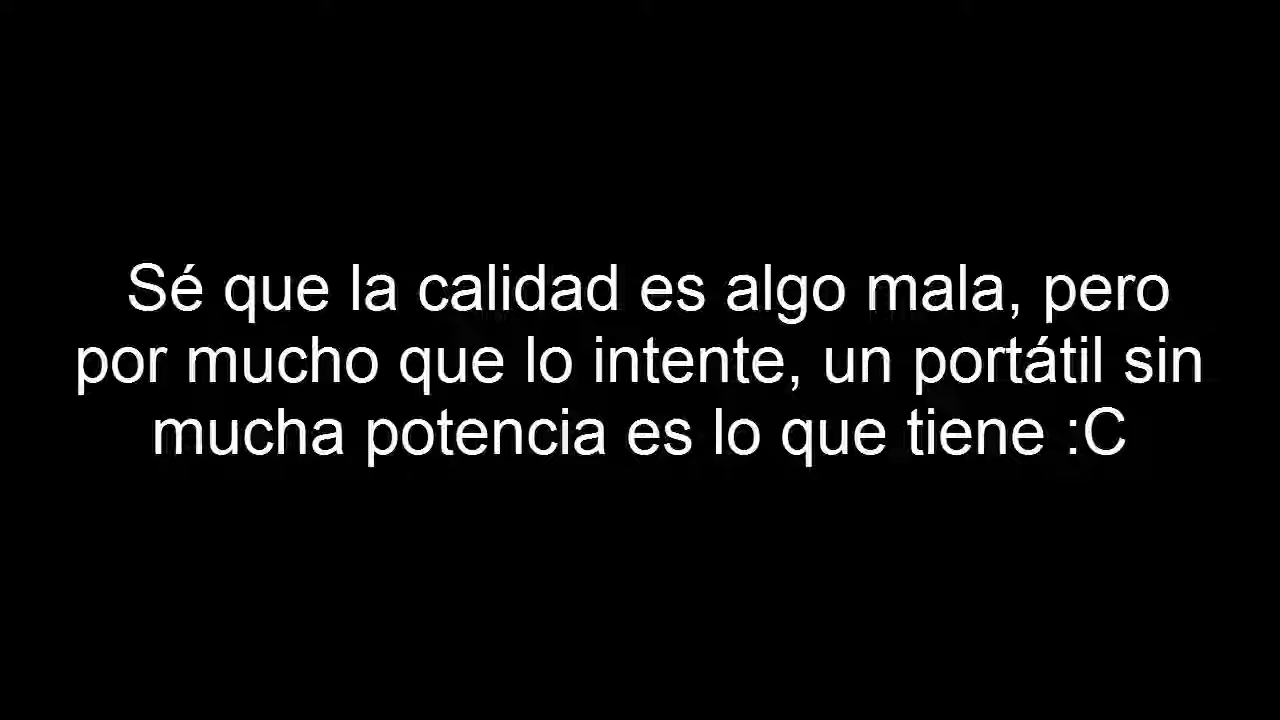 Sé que la calidad es algo mala, pero
por mucho que lo intente, un portátil sin
mucha potencia es lo que tiene :C